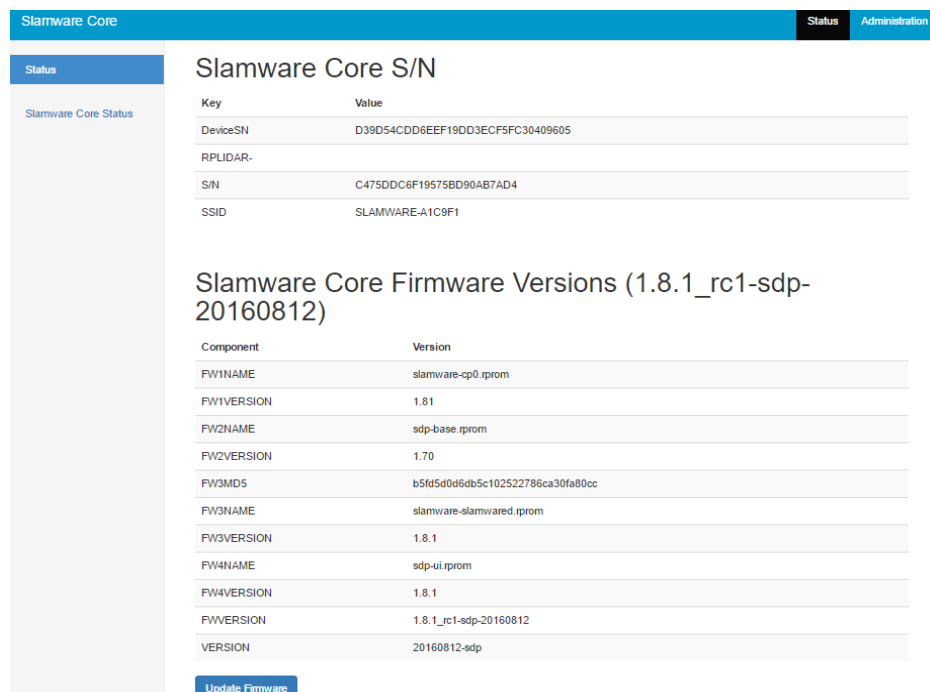 Slamware Core Status Administration
Status
Slamware Core Status
Slamware Core S/N
Key Value
DeviceSN D39D54CDD6EEF19DD3ECF5FC30409605
RPLIDAR-
S/N C475DDC6F19575BD90AB7AD4
SSID SLAMWARE-A1C9F1
Slamware Core Firmware Versions (1.8.1_rc1-sdp-
20160812)
Component Version
FW1NAME slamware-cp0.rprom
FW1VERSION 1.81
FW2NAME sdp-base.rprom
FW2VERSION 1.70
FW3MD5 b5fd5d0d6db5c102522786ca30fa80cc
FW3NAME slamware-slamwared.rprom
FW3VERSION 1.8.1
FW4NAME sdp-ui.rprom
FW4VERSION 1.8.1
FWVERSION 1.8.1_rc1-sdp-20160812
VERSION 20160812-sdp
Update Firmware